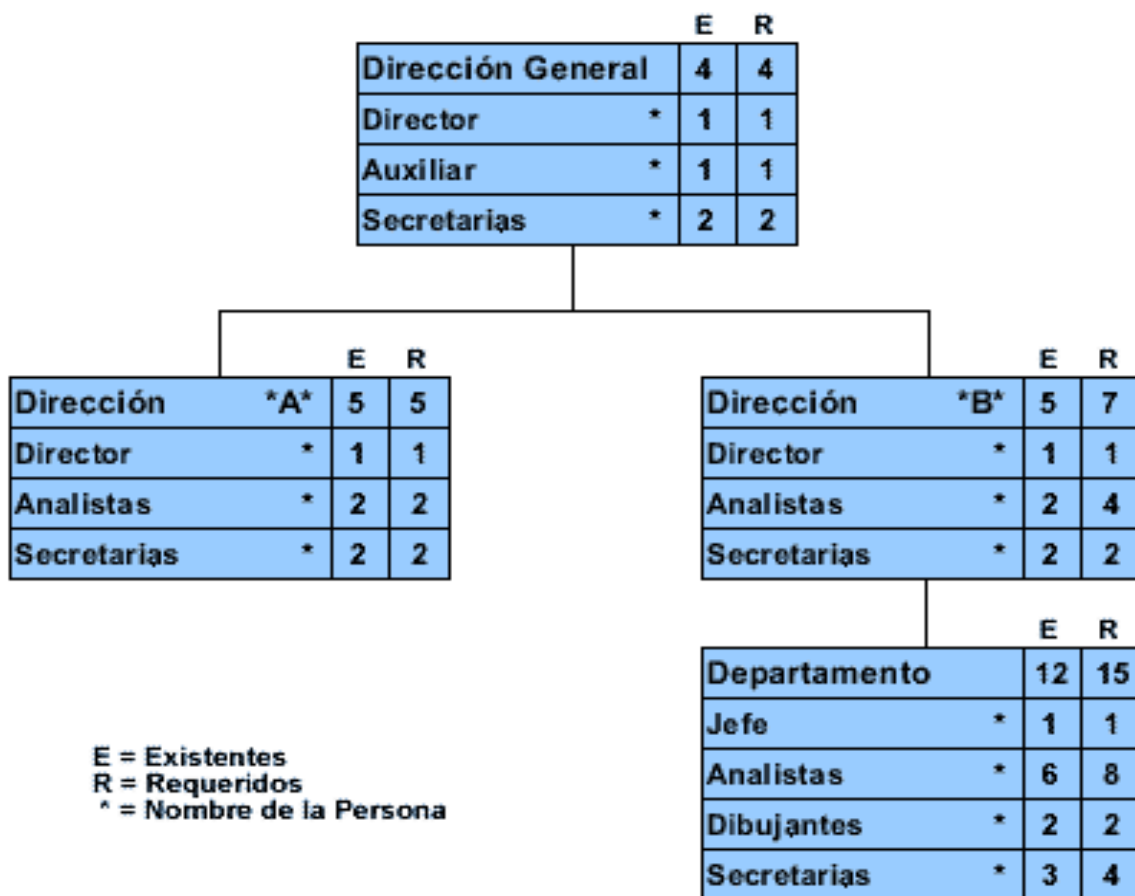 E R
Dirección General 4 4
Director * 1 1
Auxiliar * 1 1
Secretarias * 2 2
E R
Dirección *A* 5 5
Director * 1 1
Analistas * 2 2
Secretarias * 2 2
E R
Dirección *B* 5 7
Director * 1 1
Analistas * 2 4
Secretarias * 2 2
E R
Departamento 12 15
Jefe * 1 1
Analistas * 6 8
Dibujantes * 2 2
Secretarias * 3 4
E = Existentes
R = Requeridos
* = Nombre de la Persona